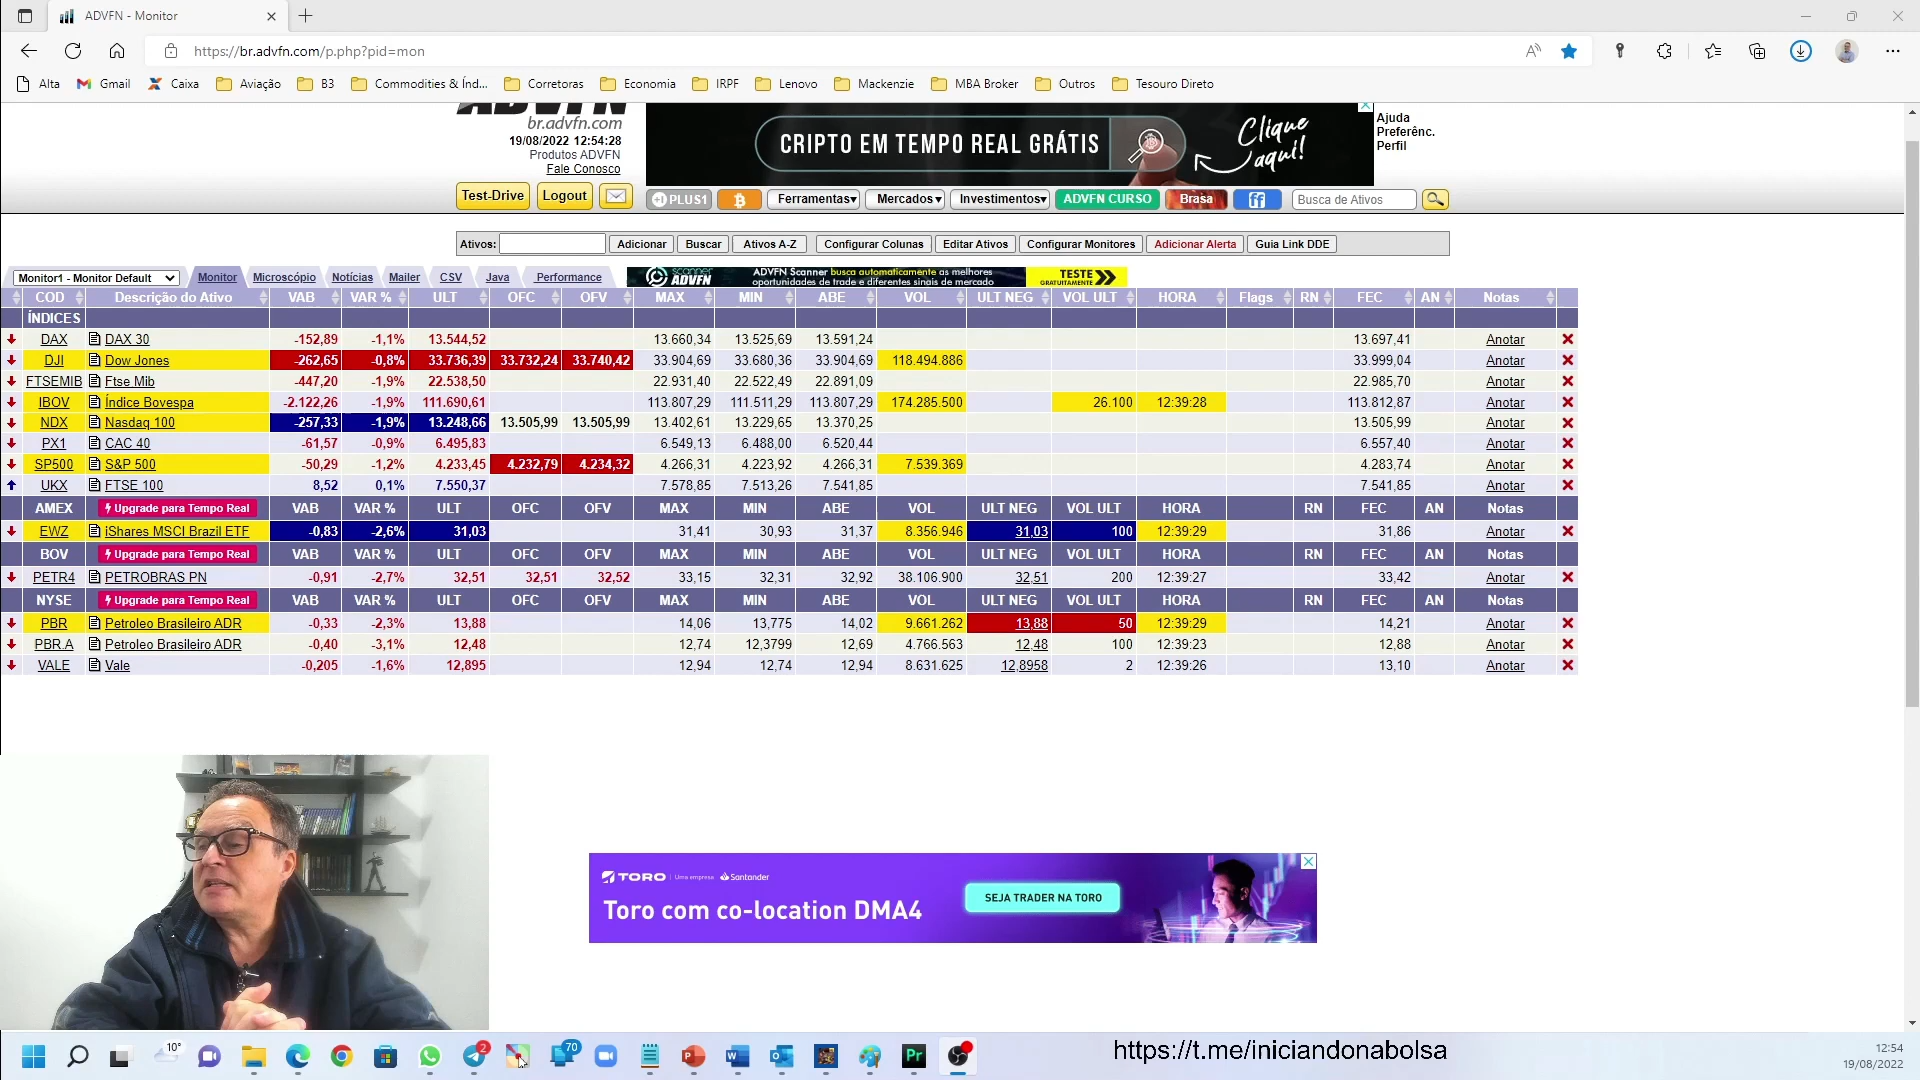 ADVFN - Monitor
https://br.advfn.com/p.php?pid=mon
Alta Gmail Caixa Aviação B3 Commodities & Índ... Corretoras Economia IRPF Lenovo Mackenzie MBA Broker Outros Tesouro Direto
ADVFN
br.advfn.com
19/08/2022 12:54:28
Produtos ADVFN
Fale Conosco
CRIPTO EM TEMPO REAL GRÁTIS
Clique aqui!
Ajuda
Preferênc.
Perfil
Test-Drive Logout PLUS1 Ferramentas Mercados Investimentos ADVFN CURSO Brasa Busca de Ativos
Ativos: Adicionar Buscar Ativos A-Z Configurar Colunas Editar Ativos Configurar Monitores Adicionar Alerta Guia Link DDE
Monitor1 - Monitor Default Monitor Microscópio Notícias Mailer CSV Java Performance
scanner ADVFN
ADVFN Scanner busca automaticamente as melhores
oportunidades de trade e diferentes sinais de mercado
TESTE
GRATUITAMENTE
COD Descrição do Ativo VAB VAR % ULT OFC OFV MAX MIN ABE VOL ULT NEG VOL ULT HORA Flags RN FEC AN Notas
ÍNDICES
DAX DAX 30 -152,89 -1,1% 13.544,52 13.660,34 13.525,69 13.591,24 13.697,41 Anotar
DJI Dow Jones -262,65 -0,8% 33.736,39 33.732,24 33.740,42 33.904,69 33.680,36 33.904,69 118.494.886 33.999,04 Anotar
FTSEMIB Ftse Mib -447,20 -1,9% 22.538,50 22.931,40 22.522,49 22.891,09 22.985,70 Anotar
IBOV Índice Bovespa -2.122,26 -1,9% 111.690,61 113.807,29 111.511,29 113.807,29 174.285.500 26.100 12:39:28 113.812,87 Anotar
NDX Nasdaq 100 -257,33 -1,9% 13.248,66 13.505,99 13.505,99 13.402,61 13.229,65 13.370,25 13.505,99 Anotar
PX1 CAC 40 -61,57 -0,9% 6.495,83 6.549,13 6.488,00 6.520,44 6.557,40 Anotar
SP500 S&P 500 -50,29 -1,2% 4.233,45 4.232,79 4.234,32 4.266,31 4.223,92 4.266,31 7.539.369 4.283,74 Anotar
UKX FTSE 100 8,52 0,1% 7.550,37 7.578,85 7.513,26 7.541,85 7.541,85 Anotar
AMEX Upgrade para Tempo Real VAB VAR % ULT OFC OFV MAX MIN ABE VOL ULT NEG VOL ULT HORA RN FEC AN Notas
EWZ iShares MSCI Brazil ETF -0,83 -2,6% 31,03 31,41 30,93 31,37 8.356.946 31,03 100 12:39:29 31,86 Anotar
BOV Upgrade para Tempo Real VAB VAR % ULT OFC OFV MAX MIN ABE VOL ULT NEG VOL ULT HORA RN FEC AN Notas
PETR4 PETROBRAS PN -0,91 -2,7% 32,51 32,51 32,52 33,15 32,31 32,92 38.106.900 32,51 200 12:39:27 33,42 Anotar
NYSE Upgrade para Tempo Real VAB VAR % ULT OFC OFV MAX MIN ABE VOL ULT NEG VOL ULT HORA RN FEC AN Notas
PBR Petroleo Brasileiro ADR -0,33 -2,3% 13,88 14,06 13,775 14,02 9.661.262 13,88 50 12:39:29 14,21 Anotar
PBR.A Petroleo Brasileiro ADR -0,40 -3,1% 12,48 12,74 12,3799 12,69 4.766.563 12,48 100 12:39:23 12,88 Anotar
VALE Vale -0,205 -1,6% 12,895 12,94 12,74 12,94 8.631.625 12,8958 2 12:39:26 13,10 Anotar
TORO Uma empresa Santander
Toro com co-location DMA4
SEJA TRADER NA TORO
10° 2 70 Pr
https://t.me/iniciandonabolsa
12:54
19/08/2022